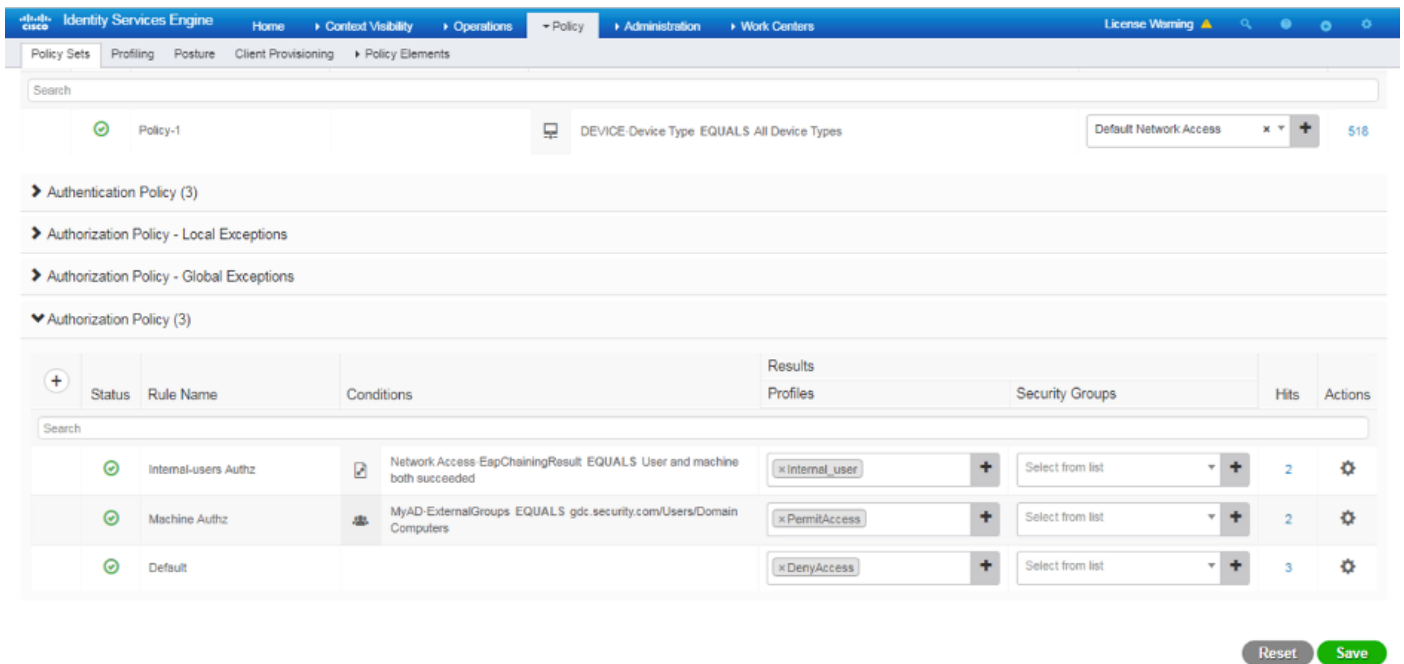 cisco Identity Services Engine Home Context Visibility Operations Policy Administration Work Centers License Warning
Policy Sets Profiling Posture Client Provisioning Policy Elements
Search
Policy-1 DEVICE-Device Type EQUALS All Device Types Default Network Access × + 518
Authentication Policy (3)
Authorization Policy - Local Exceptions
Authorization Policy - Global Exceptions
Authorization Policy (3)
Results
+ Status Rule Name Conditions Profiles Security Groups Hits Actions
Search
Internal-users Authz Network Access-EapChainingResult EQUALS User and machine both succeeded × Internal_user + Select from list + 2
Machine Authz MyAD-ExternalGroups EQUALS gdc.security.com/Users/Domain Computers × PermitAccess + Select from list + 2
Default × DenyAccess + Select from list + 3
Reset Save